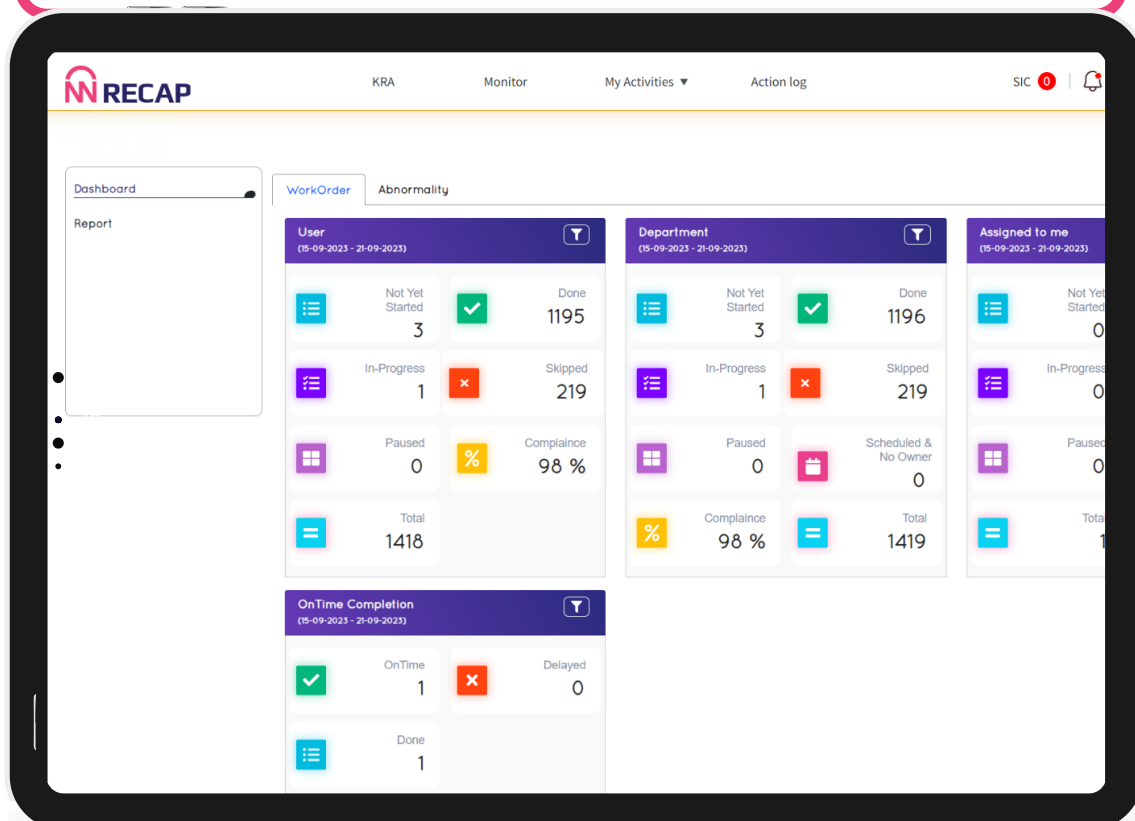 RECAP
KRA
Monitor
My Activities ▼
Action log
SIC 0
Dashboard
Report
WorkOrder
Abnormality
User
(15-09-2023 - 21-09-2023)
Not Yet
Started
3
Done
1195
In-Progress
1
Skipped
219
Paused
0
%
Complaince
98 %
Total
1418
Department
(15-09-2023 - 21-09-2023)
Not Yet
Started
3
Done
1196
In-Progress
1
Skipped
219
Paused
0
Scheduled &
No Owner
0
%
Complaince
98 %
Total
1419
Assigned to me
(15-09-2023 - 21-09-2023)
Not Yet
Started
0
In-Progress
0
Paused
0
Total
1
OnTime Completion
(15-09-2023 - 21-09-2023)
OnTime
1
Delayed
0
Done
1